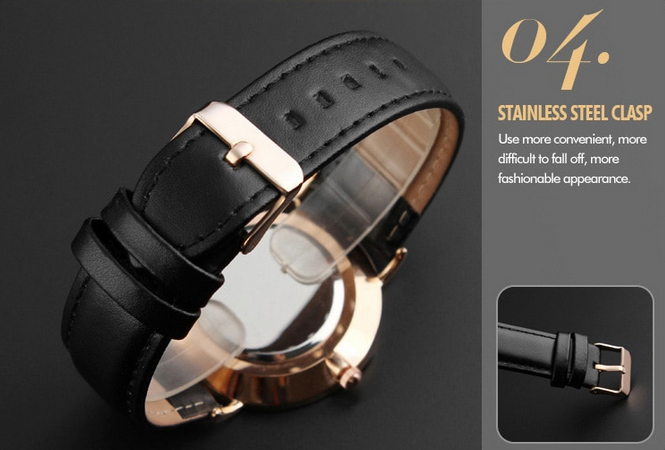 04.
STAINLESS STEEL CLASP
Use more convenient, more
difficult to fall off, more
fashionable appearance.